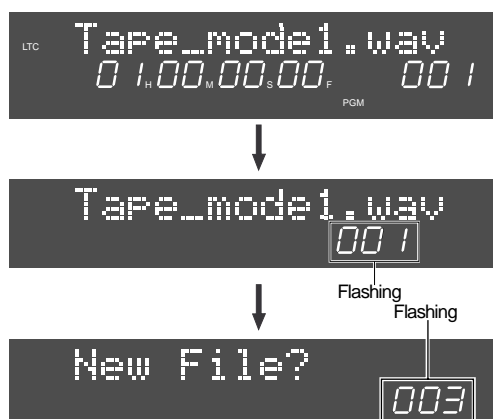 Tape_mode1.wav
LTC 01H00M00S00F 001
PGM
Tape_mode1.wav
001
Flashing
Flashing
New File?
003